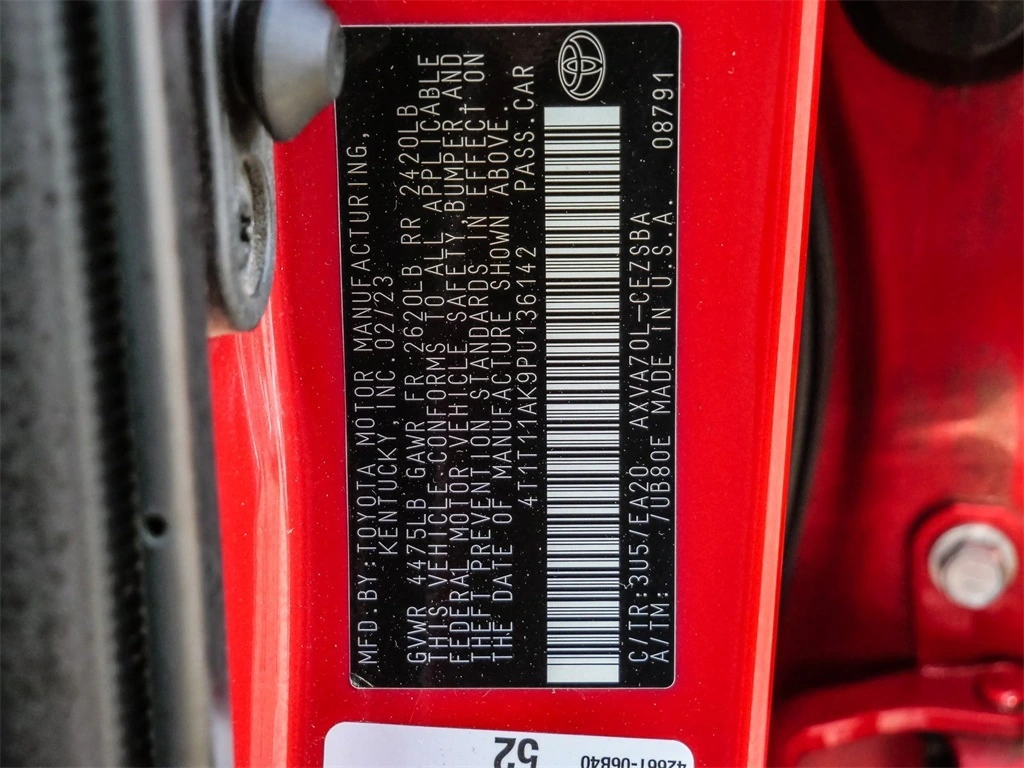 MFD.BY:TOYOTA MOTOR MANUFACTURING,
KENTUCKY,INC.02/23
GVWR 4475LB GAWR FR 2620LB RR 2420LB
THIS VEHICLE CONFORMS TO ALL APPLICABLE
FEDERAL MOTOR VEHICLE SAFETY,BUMPER,AND
THEFT PREVENTION STANDARDS IN EFFECT ON
THE DATE OF MANUFACTURE SHOWN ABOVE.
4T1T11AK9PU136142 PASS.CAR
C/TR:3U5/EA20 AXVA70L-CEZSBA
A/TM: /UB80E MADE IN U.S.A. 08791
52
42661-06B40